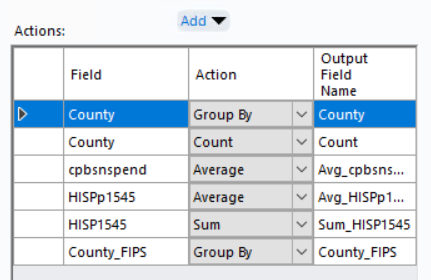 Add
Actions:
Field Action Output Field Name
County Group By County
County Count Count
cpbsnspend Average Avg_cpbsns...
HISPp1545 Average Avg_HISPp1...
HISP1545 Sum Sum_HISP1545
County_FIPS Group By County_FIPS